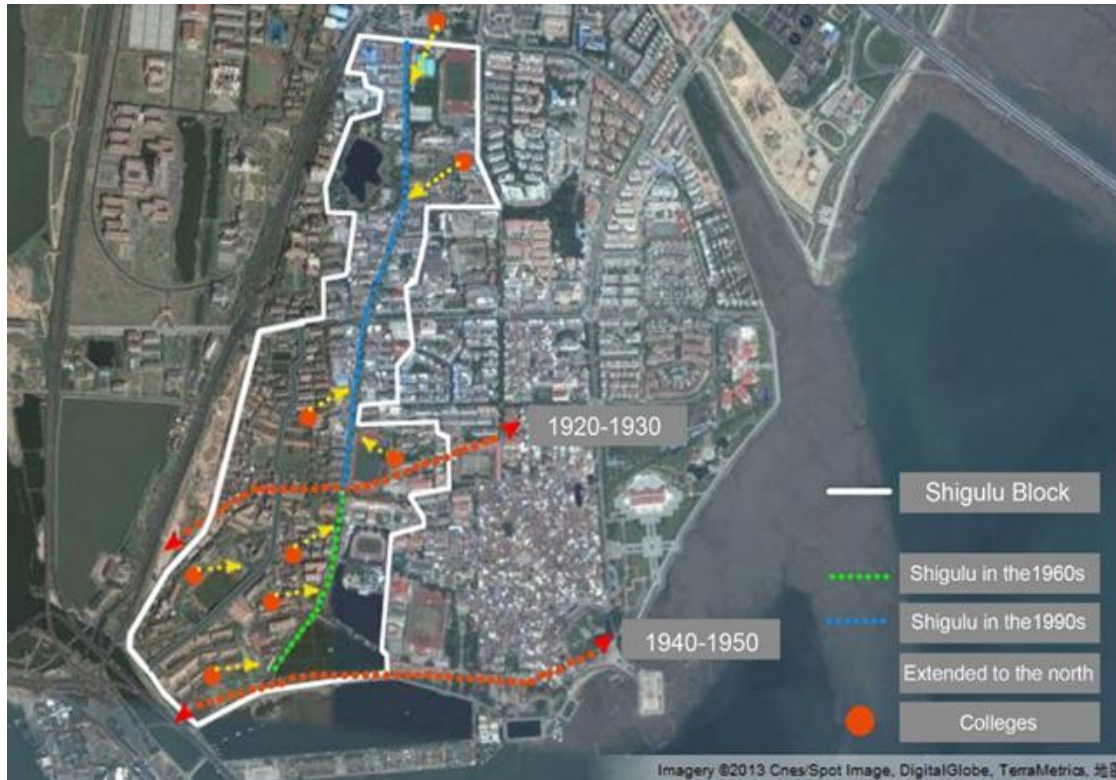 1920-1930
1940-1950
Shigulu Block
Shigulu in the1960s
Shigulu in the1990s
Extended to the north
Colleges
Imagery ©2013 Cnes/Spot Image, DigitalGlobe, TerraMetrics,